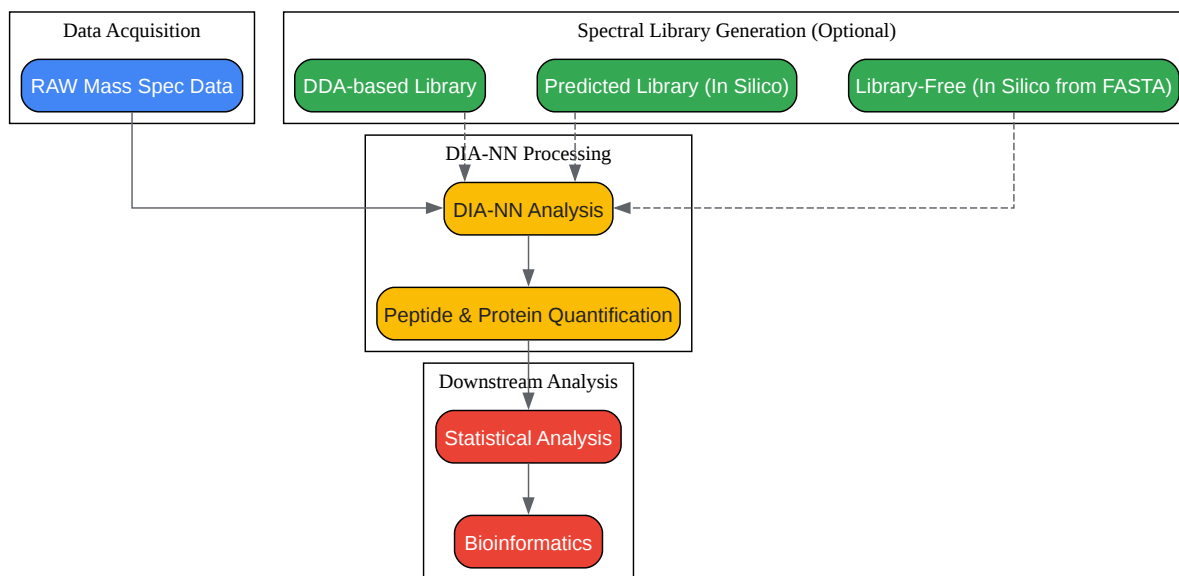 Data Acquisition
RAW Mass Spec Data
Spectral Library Generation (Optional)
DDA-based Library
Predicted Library (In Silico)
Library-Free (In Silico from FASTA)
DIA-NN Processing
DIA-NN Analysis
Peptide & Protein Quantification
Downstream Analysis
Statistical Analysis
Bioinformatics